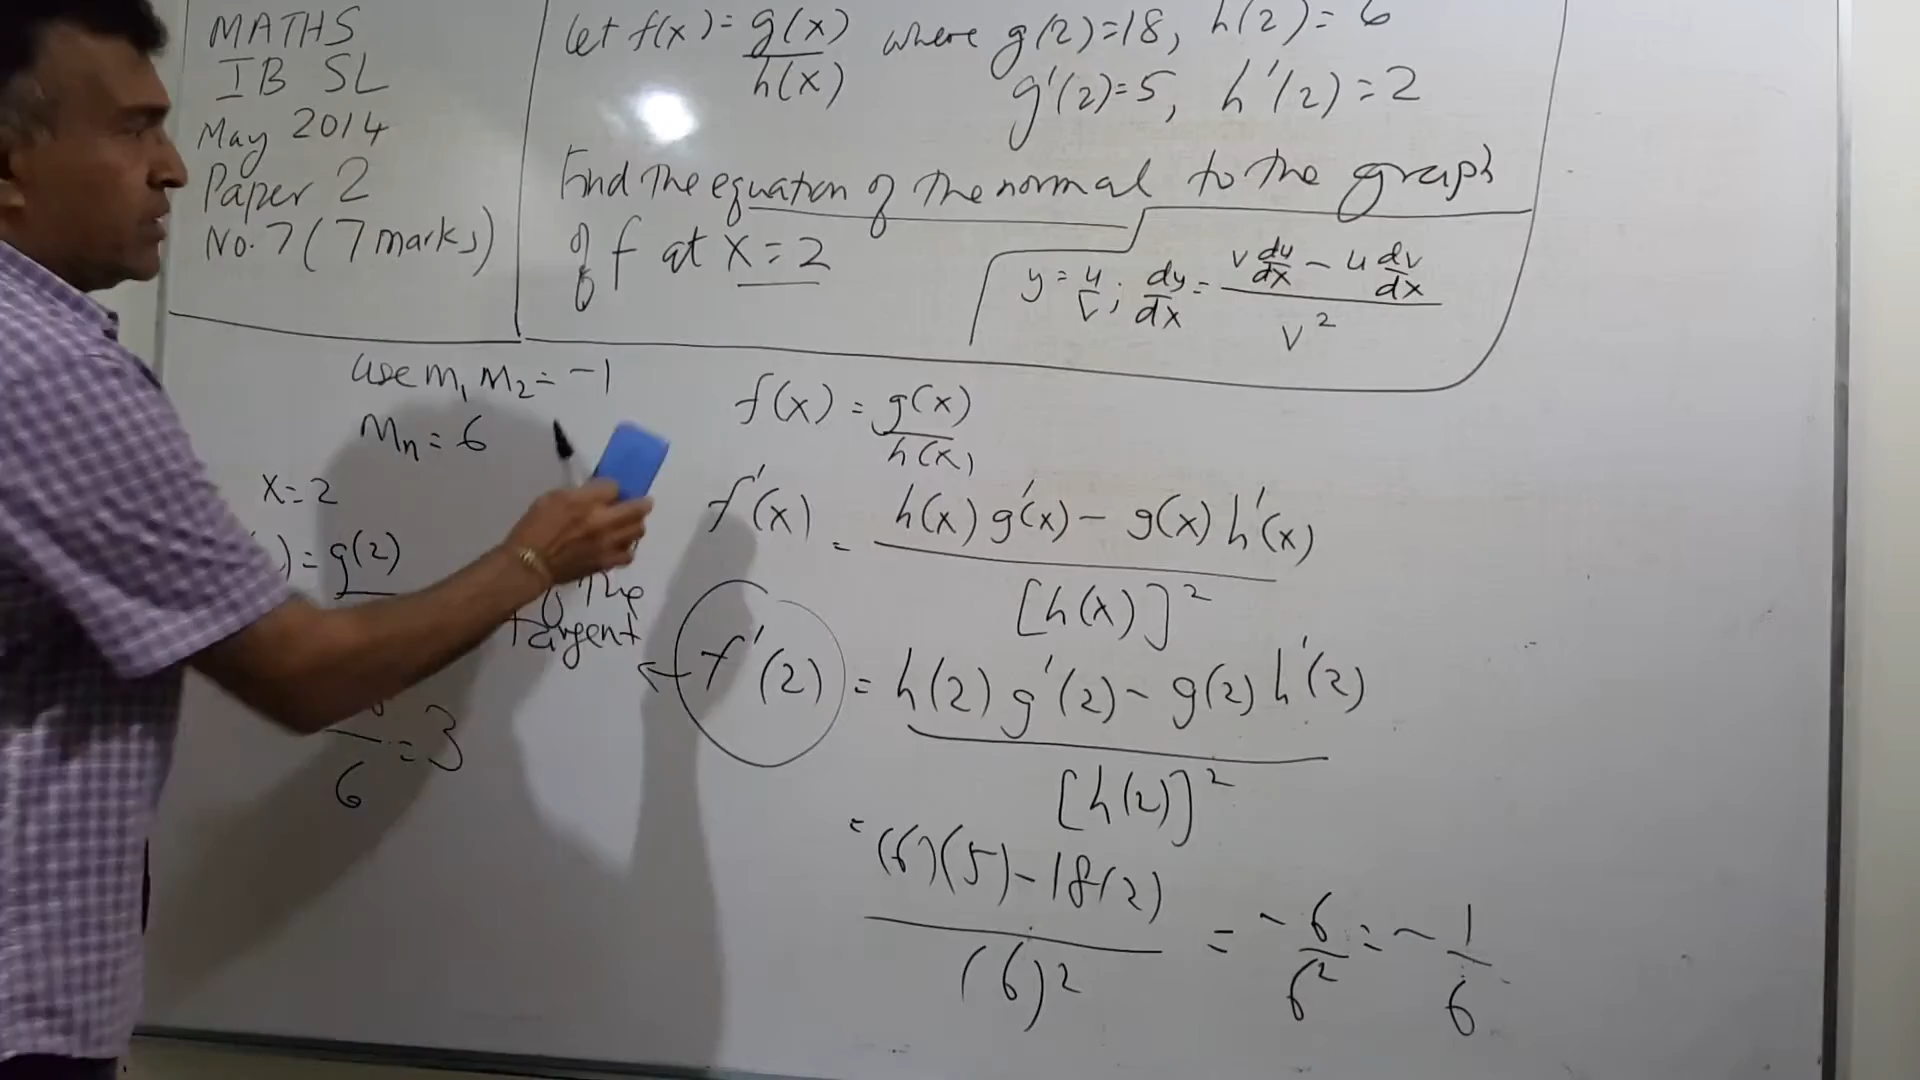 MATHS
IB SL
May 2014
Paper 2
No. 7 (7 marks)
Let f(x) = g(x)/h(x) where g(2)=18, h(2)= 6
g'(2)=5, h'(2)=2
Find the equation of the normal to the graph
of f at x=2
y = u/v ; dy/dx = (v du/dx - u dv/dx)/v²
use m₁ m₂ = -1
Mn = 6
x=2
) = g(2)
6 = 3
the
tangent
f(x) = g(x)/h(x)
f'(x) = (h(x) g'(x) - g(x) h'(x))/[h(x)]²
f'(2) = (h(2) g'(2) - g(2) h'(2))/[h(2)]²
= ((6)(5) - 18(2))/(6)² = -6/6² = -1/6